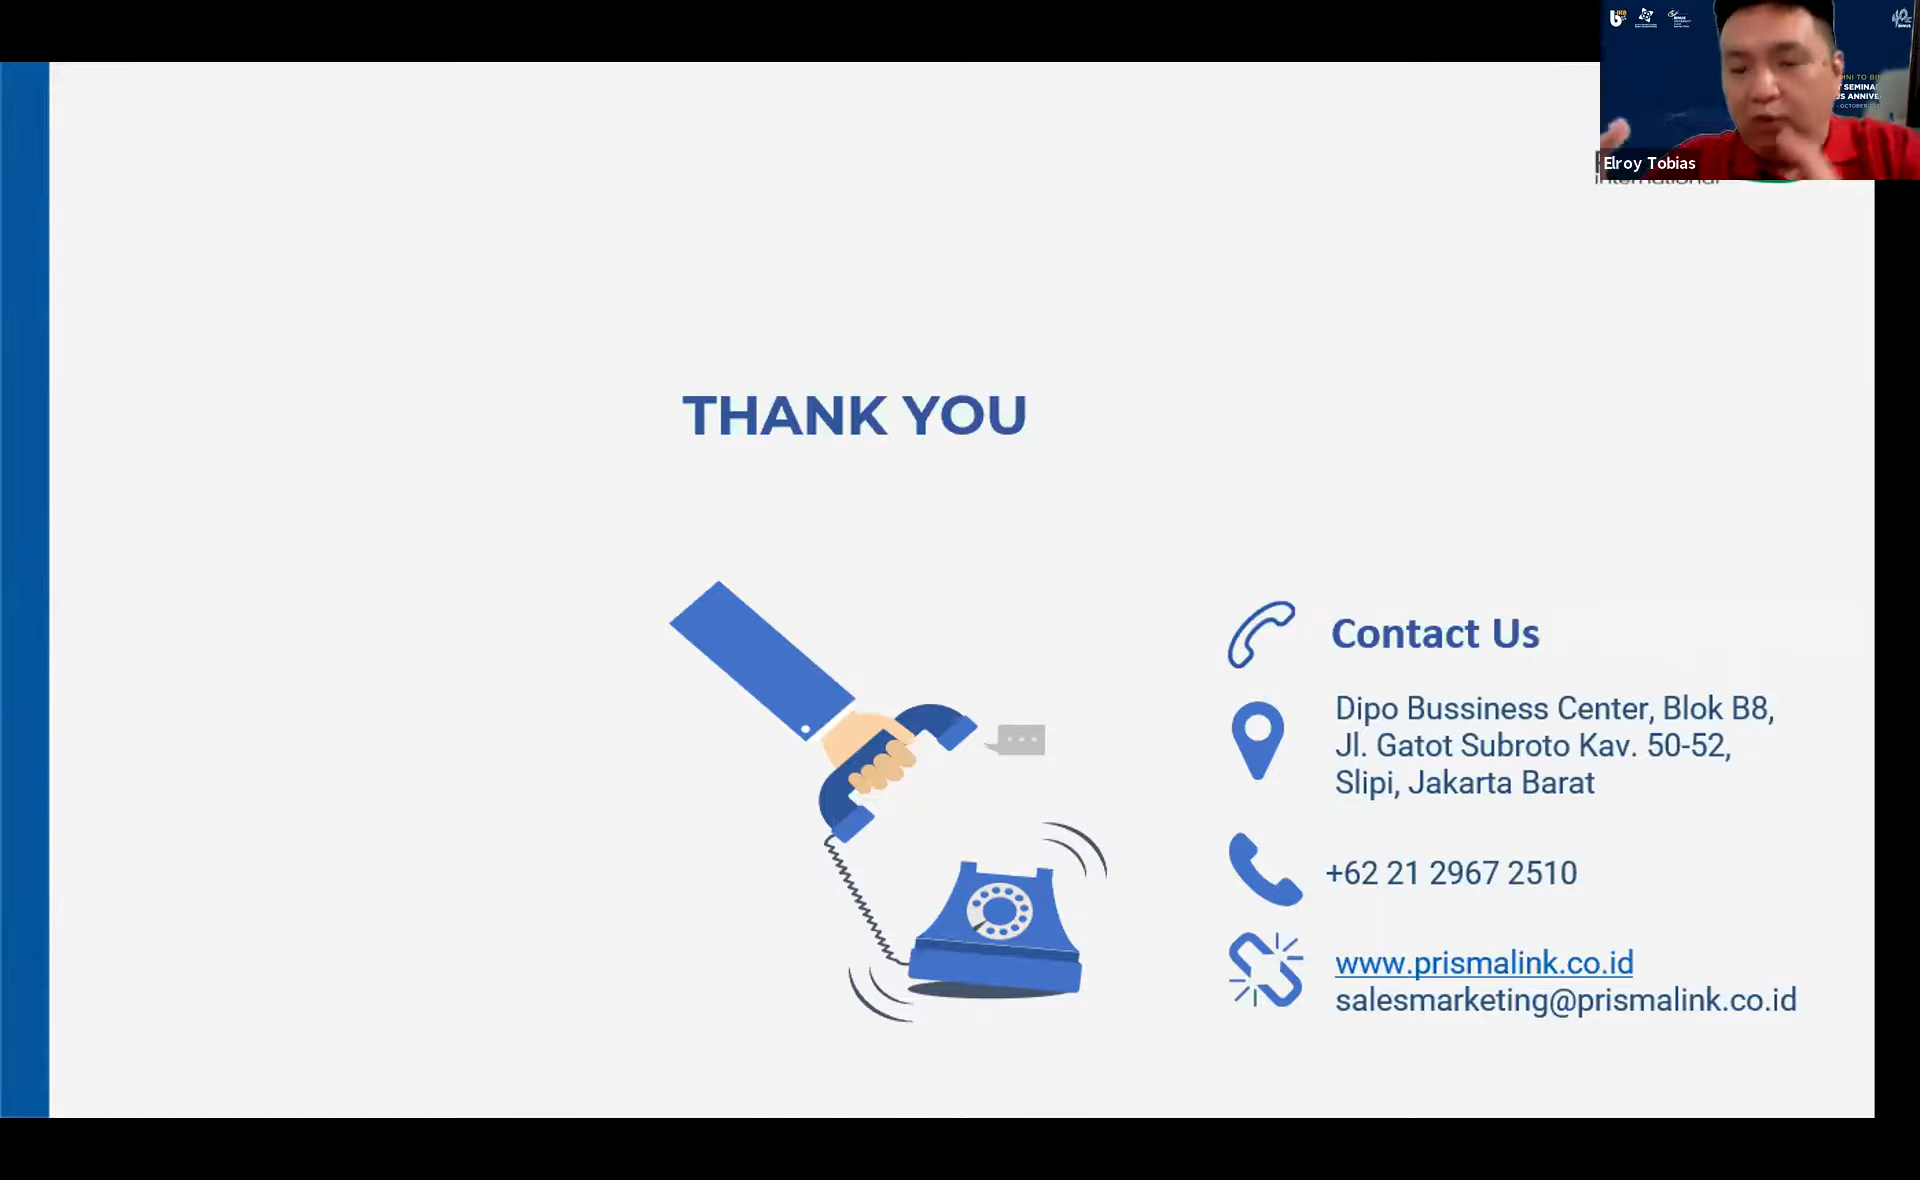 Elroy Tobias
THANK YOU
Contact Us
Dipo Bussiness Center, Blok B8,
Jl. Gatot Subroto Kav. 50-52,
Slipi, Jakarta Barat
+62 21 2967 2510
www.prismalink.co.id
salesmarketing@prismalink.co.id